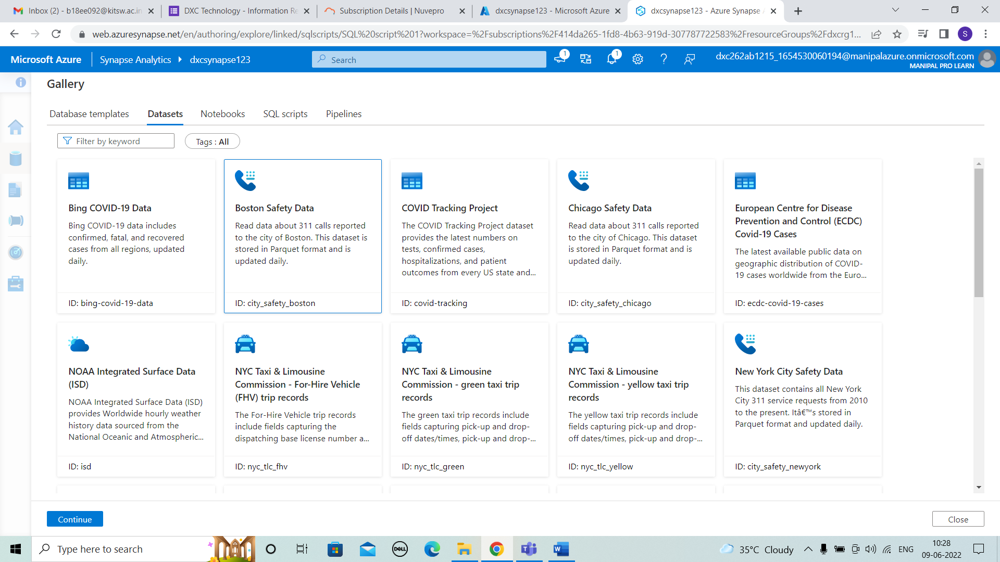 Inbox (2) - b18ee092@kitsw.ac.in
DXC Technology - Information Re
Subscription Details | Nuvepro
dxcsynapse123 - Microsoft Azure
dxcsynapse123 - Azure Synapse A
web.azuresynapse.net/en/authoring/explore/linked/sqlscripts/SQL%20script%201?workspace=%2Fsubscriptions%2F414da265-1fd8-4b63-919d-307787722583%2FresourceGroups%2Fdxcrg1...
S
Microsoft Azure
Synapse Analytics
dxcsynapse123
Search
1
1
dxc262ab1215_1654530060194@manipalazure.onmicrosoft.com
MANIPAL PRO LEARN
Gallery
Database templates
Datasets
Notebooks
SQL scripts
Pipelines
Filter by keyword
Tags : All
Bing COVID-19 Data
Bing COVID-19 data includes
confirmed, fatal, and recovered
cases from all regions, updated
daily.
ID: bing-covid-19-data
Boston Safety Data
Read data about 311 calls reported
to the city of Boston. This dataset is
stored in Parquet format and is
updated daily.
ID: city_safety_boston
COVID Tracking Project
The COVID Tracking Project dataset
provides the latest numbers on
tests, confirmed cases,
hospitalizations, and patient
outcomes from every US state and...
ID: covid-tracking
Chicago Safety Data
Read data about 311 calls reported
to the city of Chicago. This dataset
is stored in Parquet format and is
updated daily.
ID: city_safety_chicago
European Centre for Disease
Prevention and Control (ECDC)
Covid-19 Cases
The latest available public data on
geographic distribution of COVID-
19 cases worldwide from the Euro...
ID: ecdc-covid-19-cases
NOAA Integrated Surface Data
(ISD)
NOAA Integrated Surface Data (ISD)
provides Worldwide hourly weather
history data sourced from the
National Oceanic and Atmospheric...
ID: isd
NYC Taxi & Limousine
Commission - For-Hire Vehicle
(FHV) trip records
The For-Hire Vehicle trip records
include fields capturing the
dispatching base license number a...
ID: nyc_tlc_fhv
NYC Taxi & Limousine
Commission - green taxi trip
records
The green taxi trip records include
fields capturing pick-up and drop-
off dates/times, pick-up and drop-...
ID: nyc_tlc_green
NYC Taxi & Limousine
Commission - yellow taxi trip
records
The yellow taxi trip records include
fields capturing pick-up and drop-
off dates/times, pick-up and drop-...
ID: nyc_tlc_yellow
New York City Safety Data
This dataset contains all New York
City 311 service requests from 2010
to the present. Itâ€™s stored in
Parquet format and updated daily.
ID: city_safety_newyork
Continue
Close
Type here to search
DELL
W
35°C Cloudy
ENG
10:28
09-06-2022